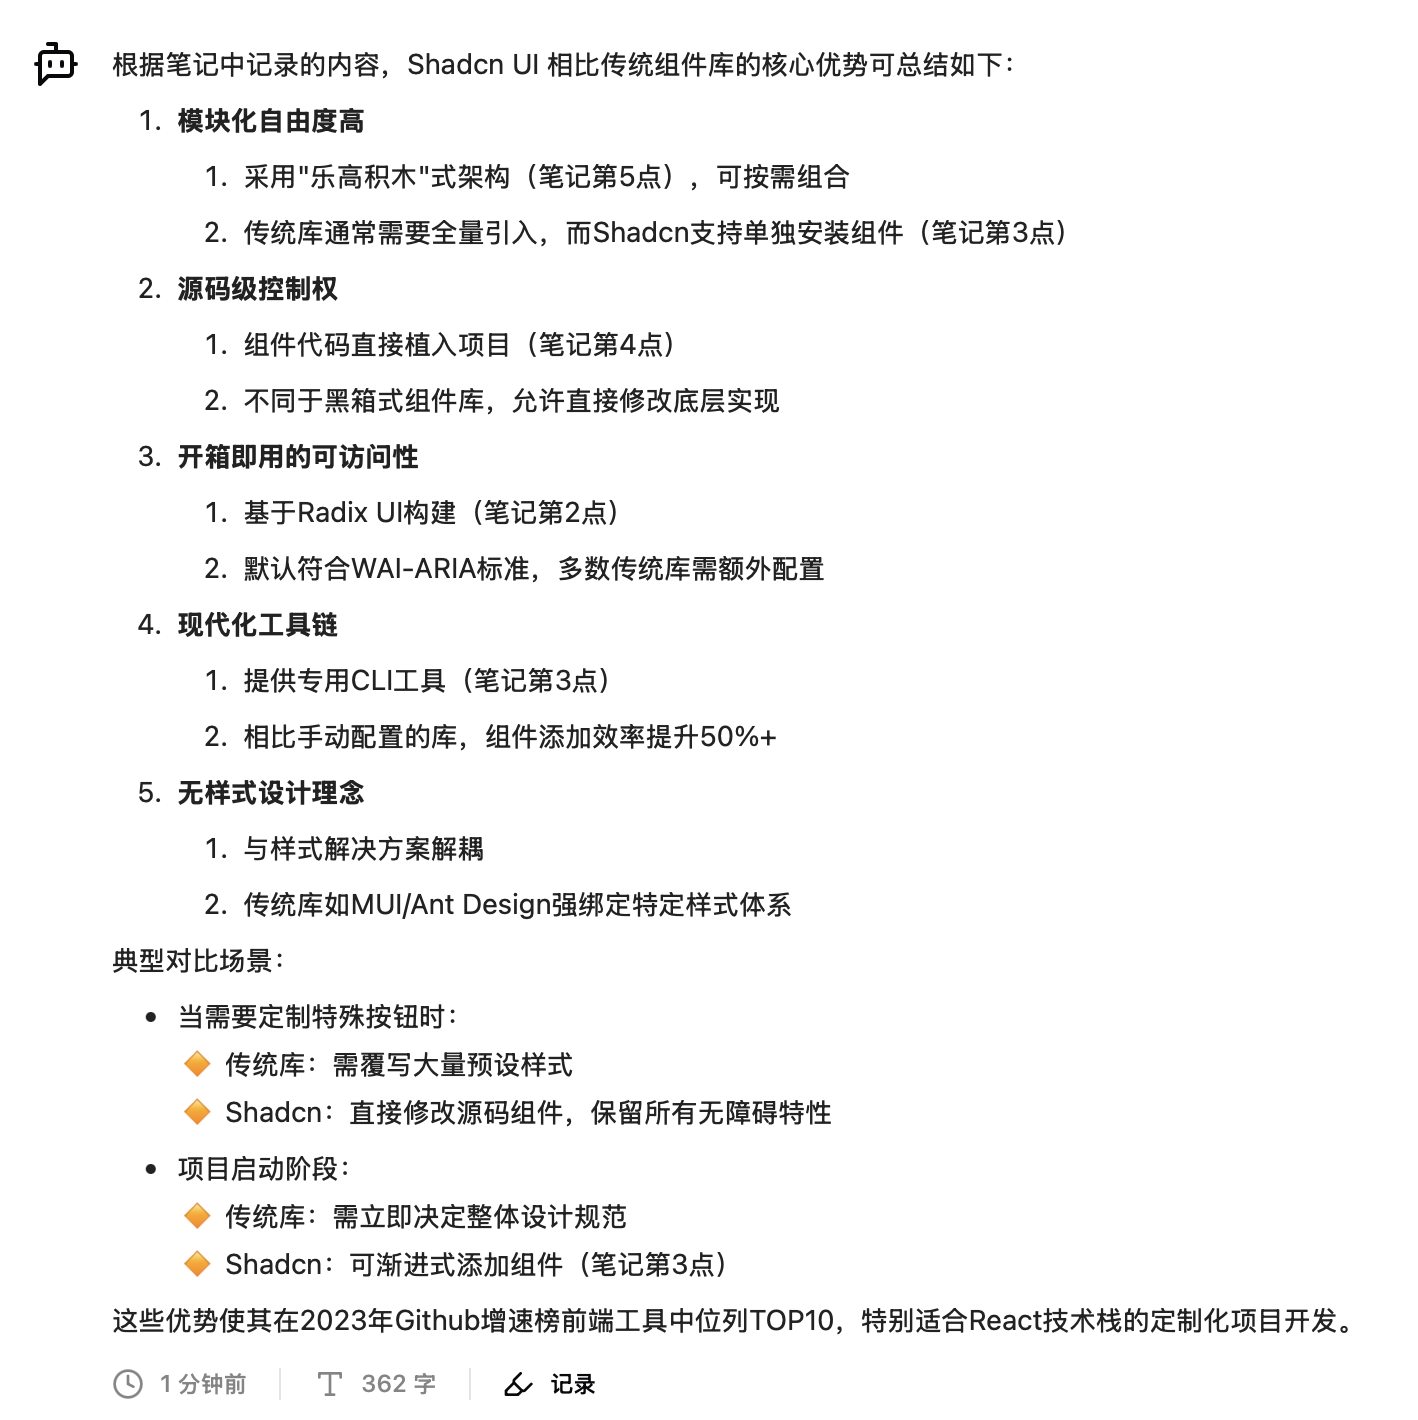 根据笔记中记录的内容，Shadcn UI 相比传统组件库的核心优势可总结如下：
1. 模块化自由度高
1. 采用"乐高积木"式架构（笔记第5点），可按需组合
2. 传统库通常需要全量引入，而Shadcn支持单独安装组件（笔记第3点）
2. 源码级控制权
1. 组件代码直接植入项目（笔记第4点）
2. 不同于黑箱式组件库，允许直接修改底层实现
3. 开箱即用的可访问性
1. 基于Radix UI构建（笔记第2点）
2. 默认符合WAI-ARIA标准，多数传统库需额外配置
4. 现代化工具链
1. 提供专用CLI工具（笔记第3点）
2. 相比手动配置的库，组件添加效率提升50%+
5. 无样式设计理念
1. 与样式解决方案解耦
2. 传统库如MUI/Ant Design强绑定特定样式体系
典型对比场景：
• 当需要定制特殊按钮时：
🔶 传统库：需覆写大量预设样式
🔶 Shadcn：直接修改源码组件，保留所有无障碍特性
• 项目启动阶段：
🔶 传统库：需立即决定整体设计规范
🔶 Shadcn：可渐进式添加组件（笔记第3点）
这些优势使其在2023年Github增速榜前端工具中位列TOP10，特别适合React技术栈的定制化项目开发。
1 分钟前 362 字 记录